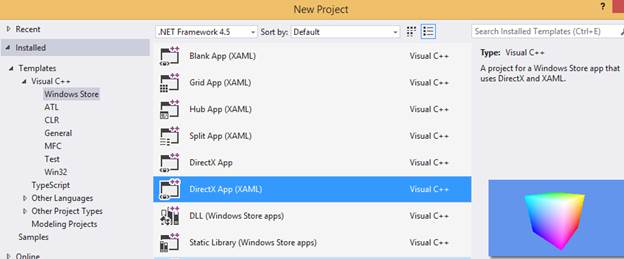 New Project
?
Recent
Installed
Templates
Visual C++
Windows Store
ATL
CLR
General
MFC
Test
Win32
TypeScript
Other Languages
Other Project Types
Modeling Projects
Samples
Online
.NET Framework 4.5
Sort by: Default
Blank App (XAML) Visual C++
Grid App (XAML) Visual C++
Hub App (XAML) Visual C++
Split App (XAML) Visual C++
DirectX App Visual C++
DirectX App (XAML) Visual C++
DLL (Windows Store apps) Visual C++
Static Library (Windows Store apps) Visual C++
Search Installed Templates (Ctrl+E)
Type: Visual C++
A project for a Windows Store app that
uses DirectX and XAML.